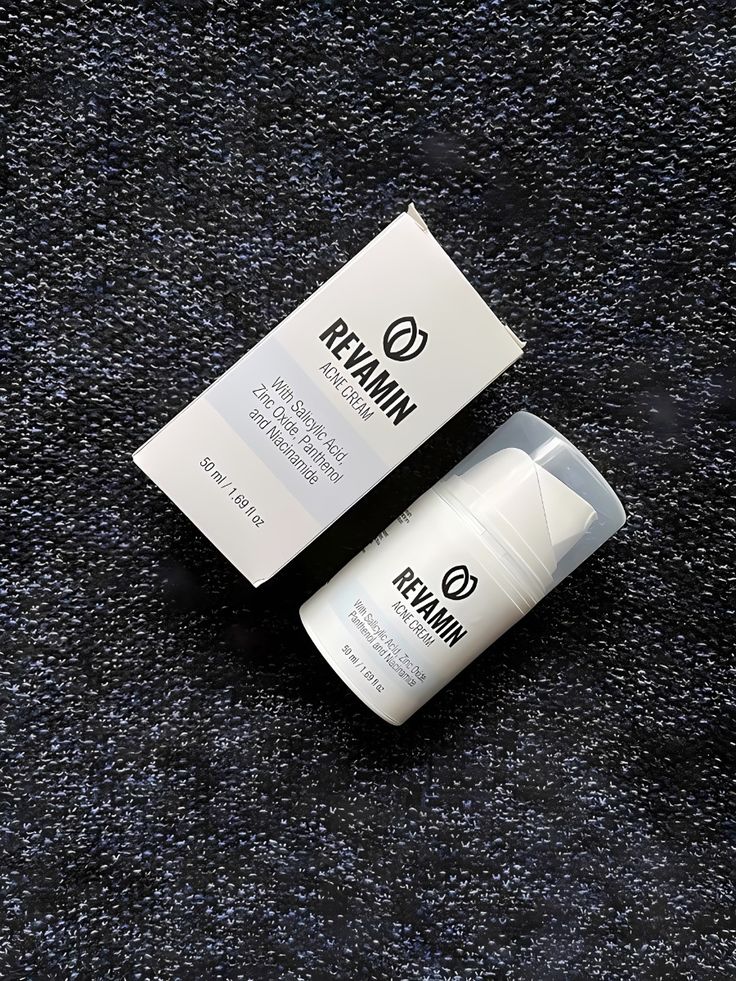 REVAMIN
ACNE CREAM
With Salicylic Acid,
Zinc Oxide, Panthenol
and Niacinamide
50 ml / 1.69 fl oz
REVAMIN
ACNE CREAM
With Salicylic Acid, Zinc Oxide,
Panthenol and Niacinamide
50 ml / 1.69 fl oz